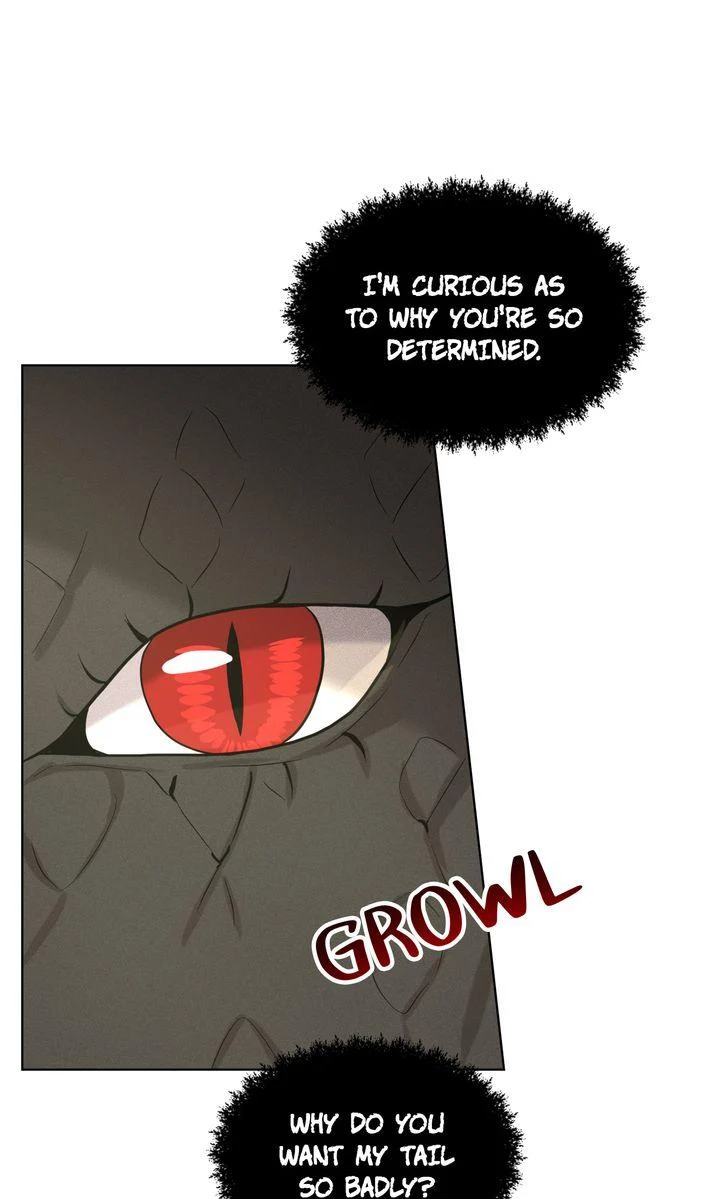 I'M CURIOUS AS
TO WHY YOU'RE SO
DETERMINED.
GROWL
WHY DO YOU
WANT MY TAIL
SO BADLY?